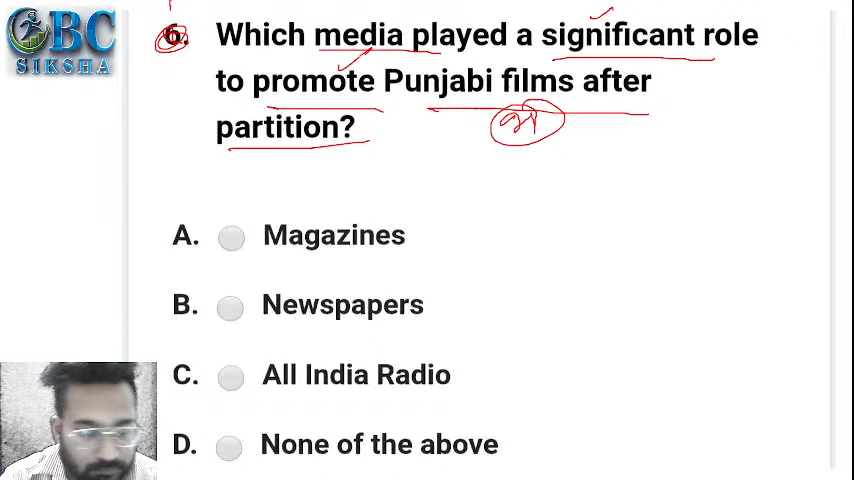 OBC
SIKSHA
6. Which media played a significant role
to promote Punjabi films after
partition?
A. Magazines
B. Newspapers
C. All India Radio
D. None of the above